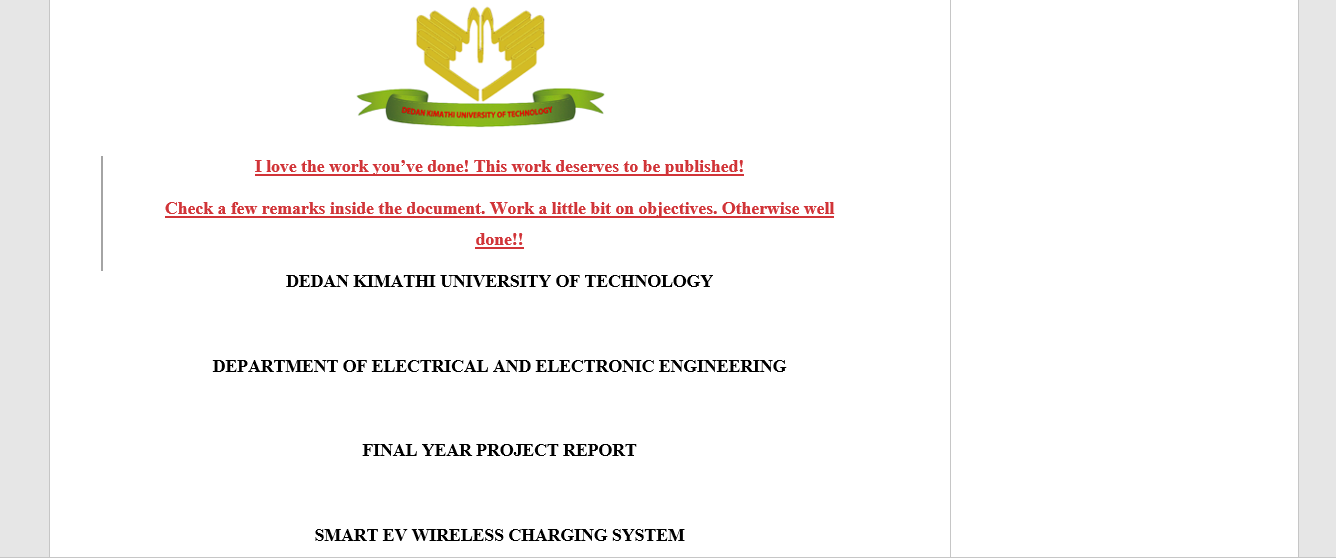 DEDAN KIMATHI UNIVERSITY OF TECHNOLOGY
I love the work you’ve done! This work deserves to be published!
Check a few remarks inside the document. Work a little bit on objectives. Otherwise well
done!!
DEDAN KIMATHI UNIVERSITY OF TECHNOLOGY
DEPARTMENT OF ELECTRICAL AND ELECTRONIC ENGINEERING
FINAL YEAR PROJECT REPORT
SMART EV WIRELESS CHARGING SYSTEM